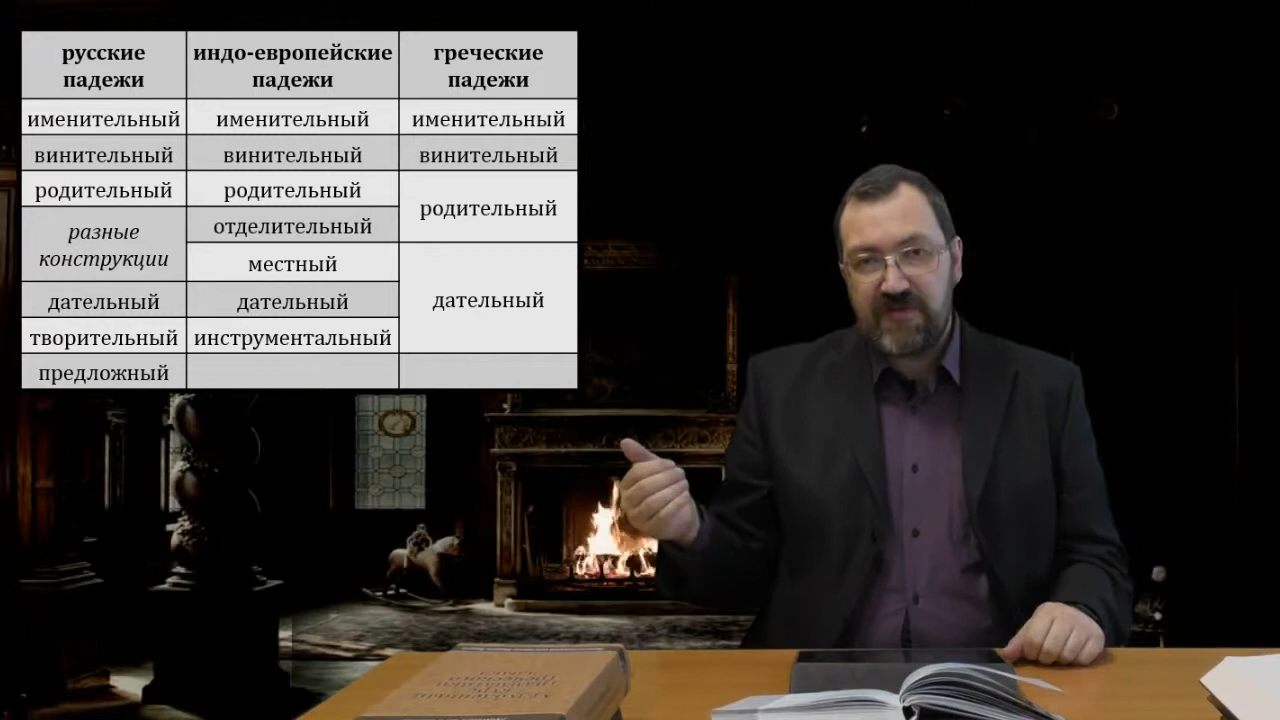 русские падежи
индо-европейские падежи
греческие падежи
именительный
именительный
именительный
винительный
винительный
винительный
родительный
родительный
родительный
разные конструкции
отделительный
местный
дательный
дательный
дательный
творительный
инструментальный
предложный